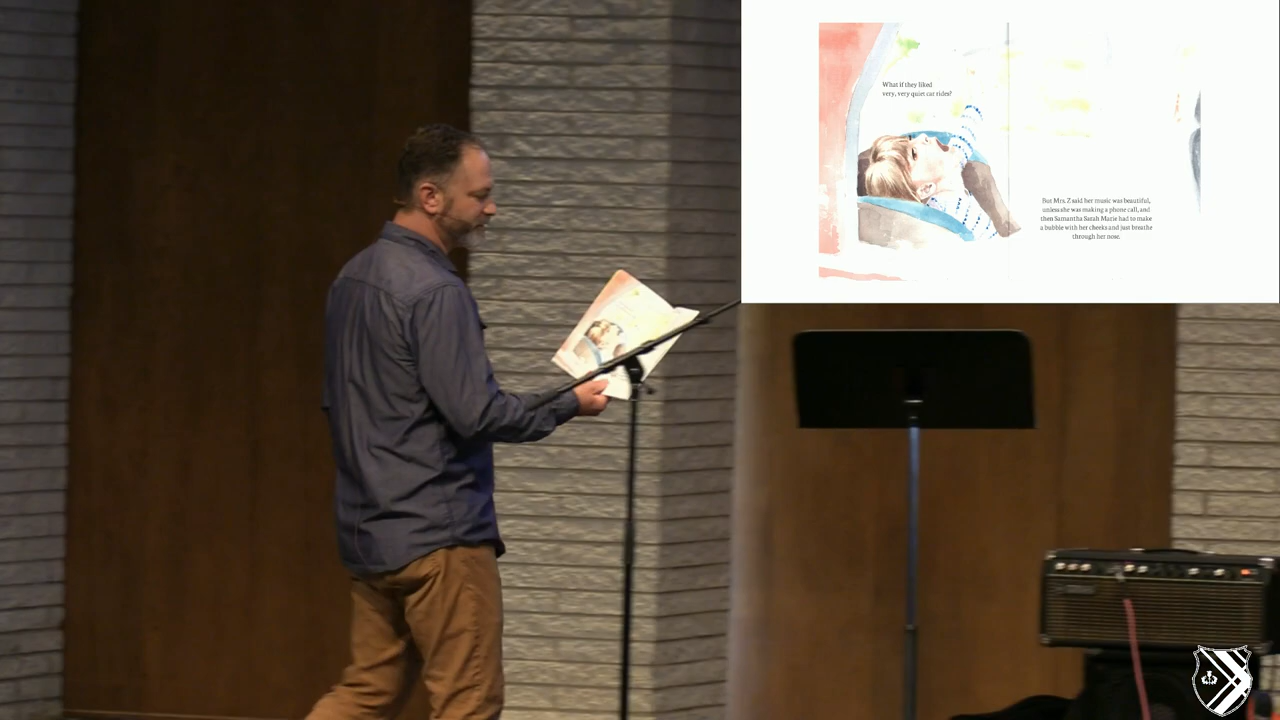 What if they liked
very, very quiet car rides?
But Mrs. Z said her music was beautiful,
unless she was making a phone call, and
then Samantha Sarah Marie had to make
a bubble with her cheeks and just breathe
through her nose.